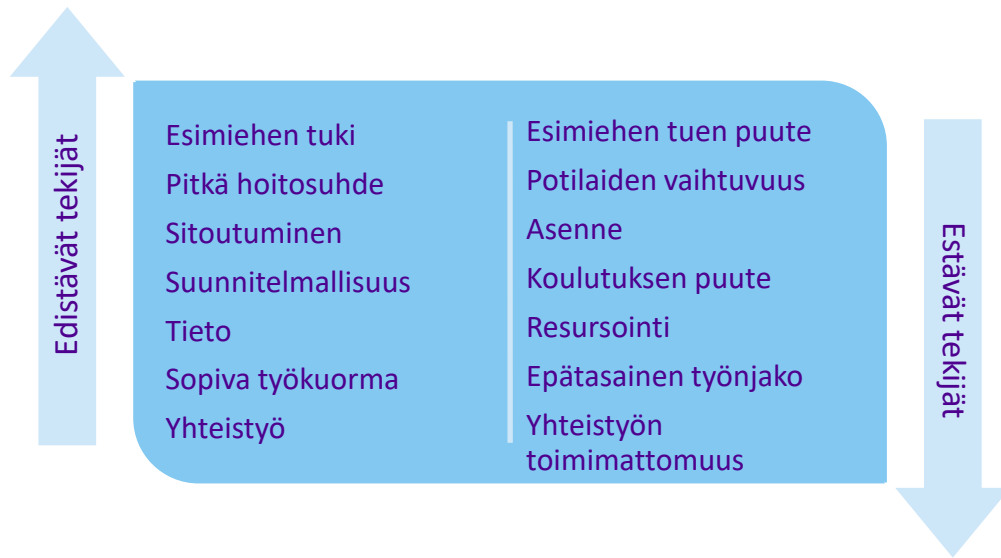 Edistävät tekijät
Esimiehen tuki
Pitkä hoitosuhde
Sitoutuminen
Suunnitelmallisuus
Tieto
Sopiva työkuorma
Yhteistyö
Esimiehen tuen puute
Potilaiden vaihtuvuus
Asenne
Koulutuksen puute
Resursointi
Epätasainen työnjako
Yhteistyön
toimimattomuus
Estävät tekijät